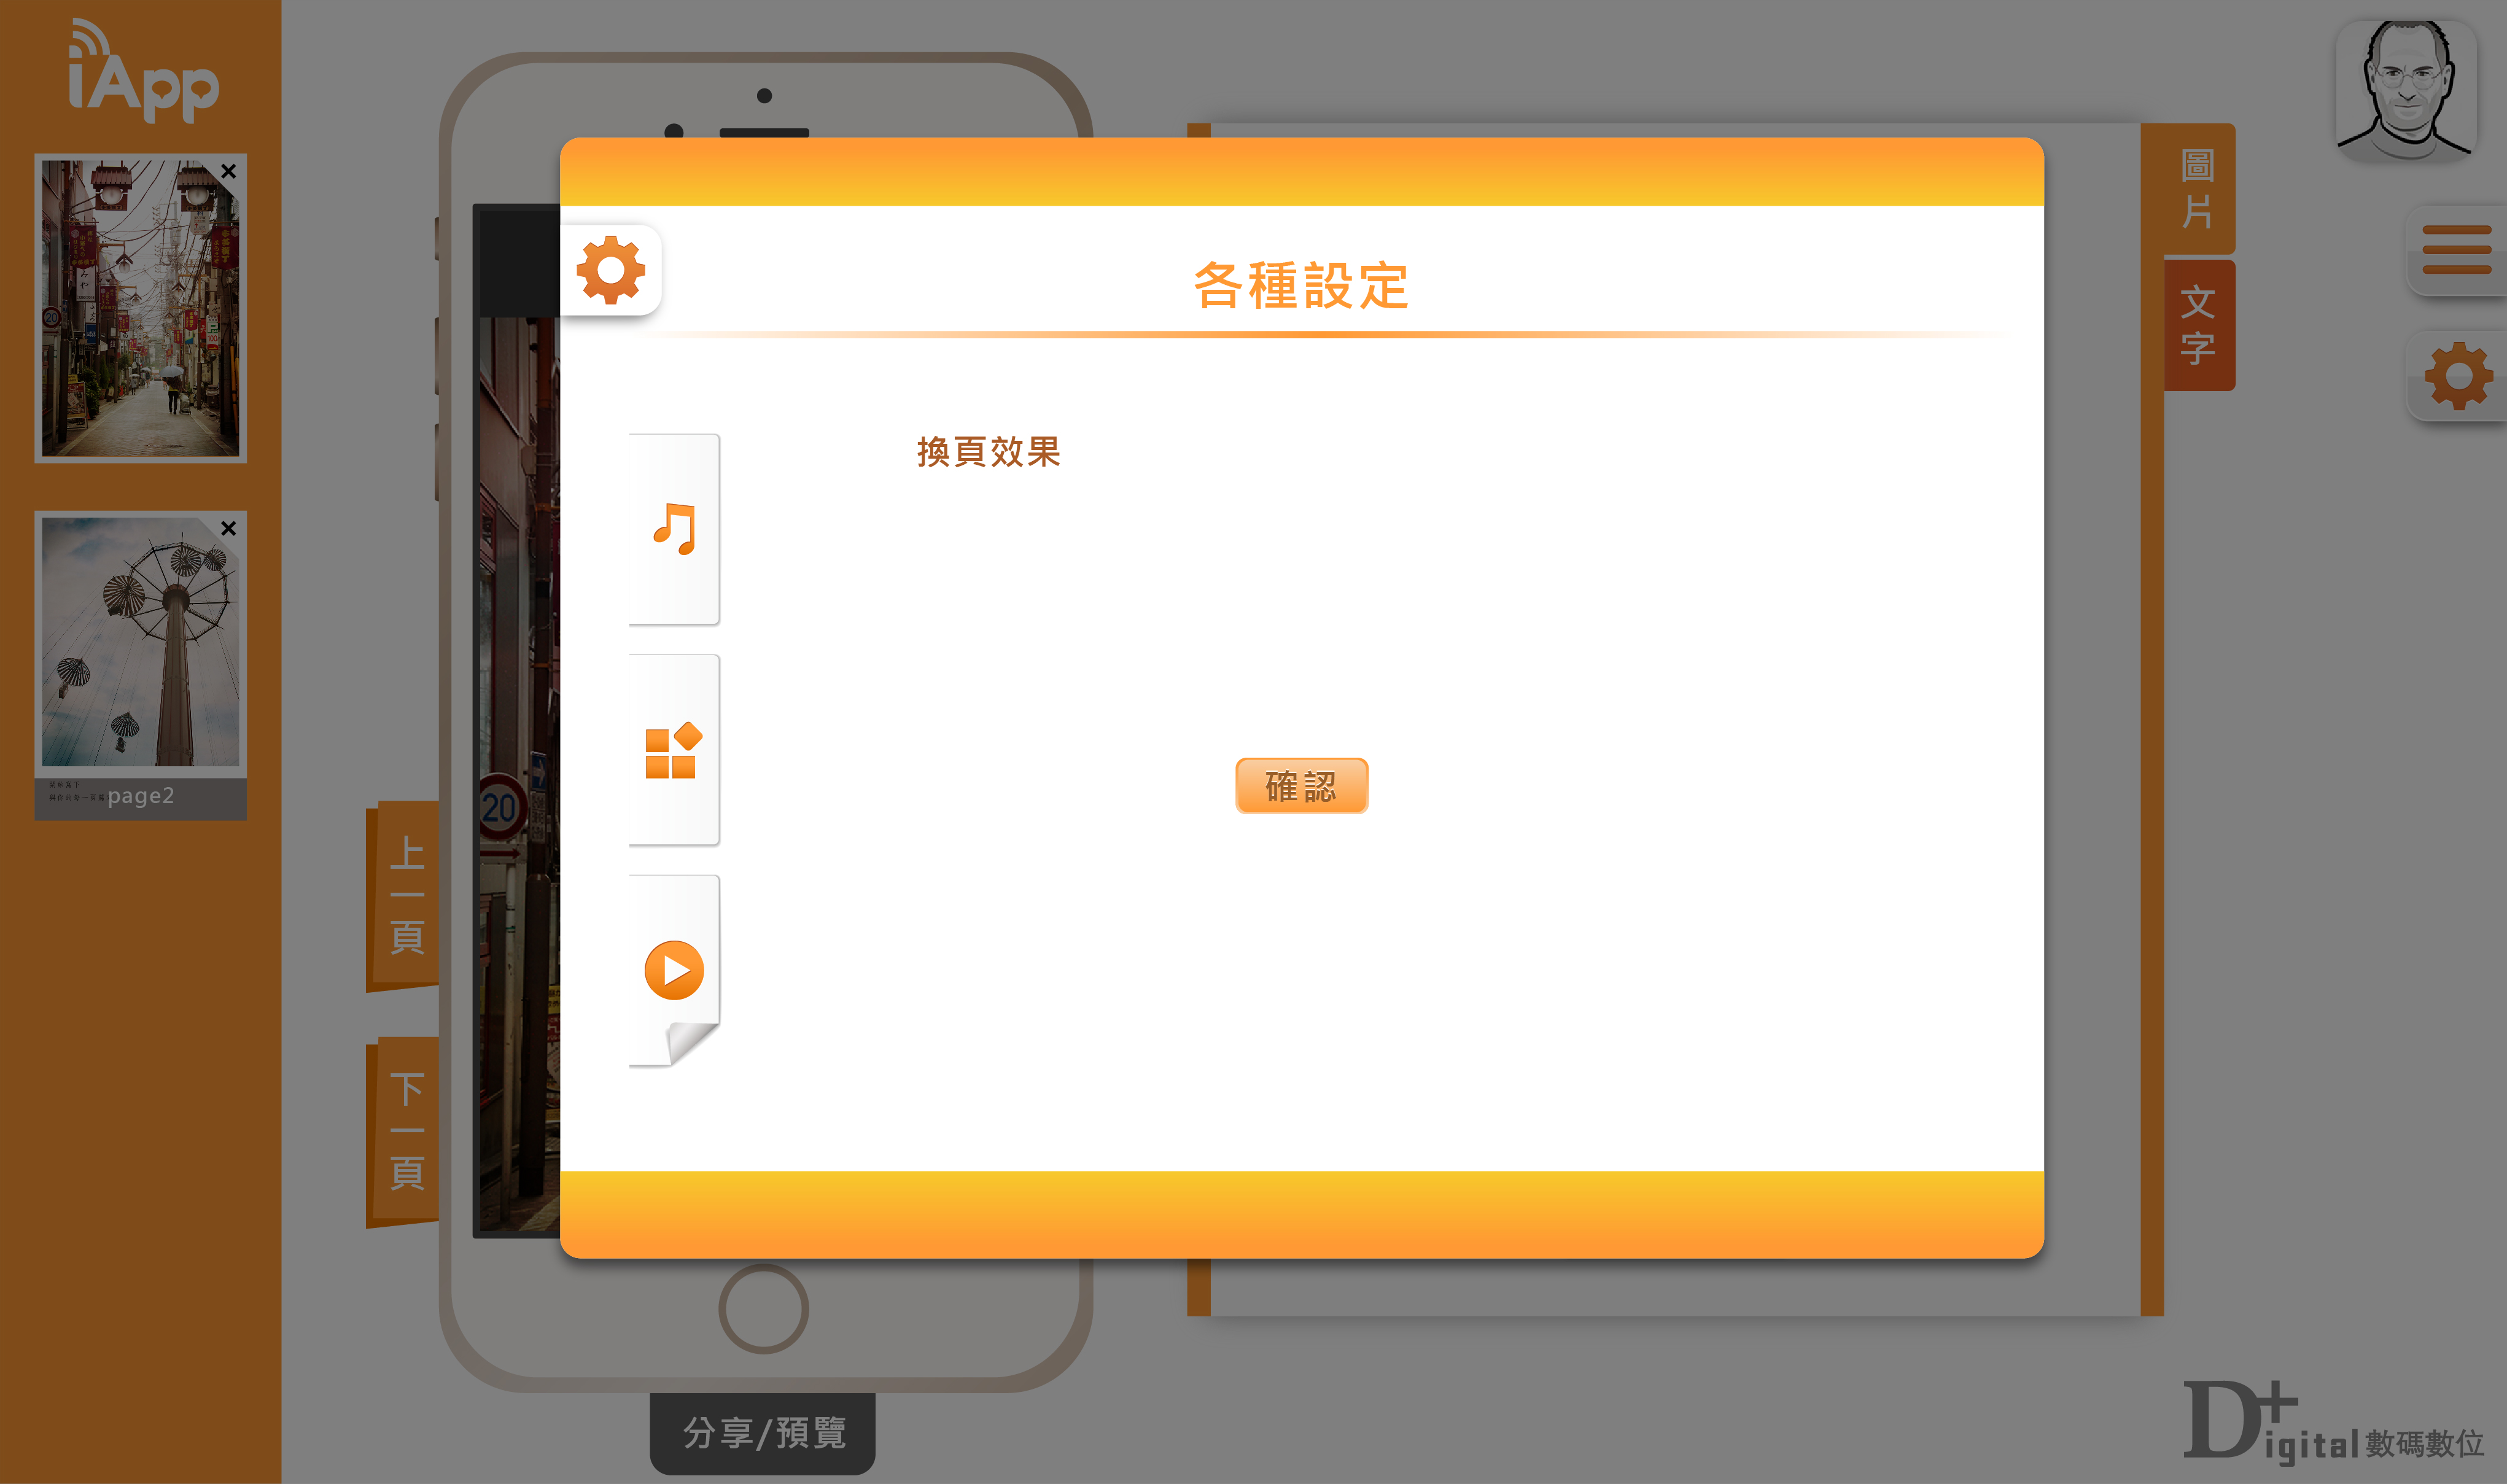 iApp
page2
上一頁
下一頁
20
各種設定
換頁效果
確認
圖片
文字
分享/預覽
D+igital 數碼數位